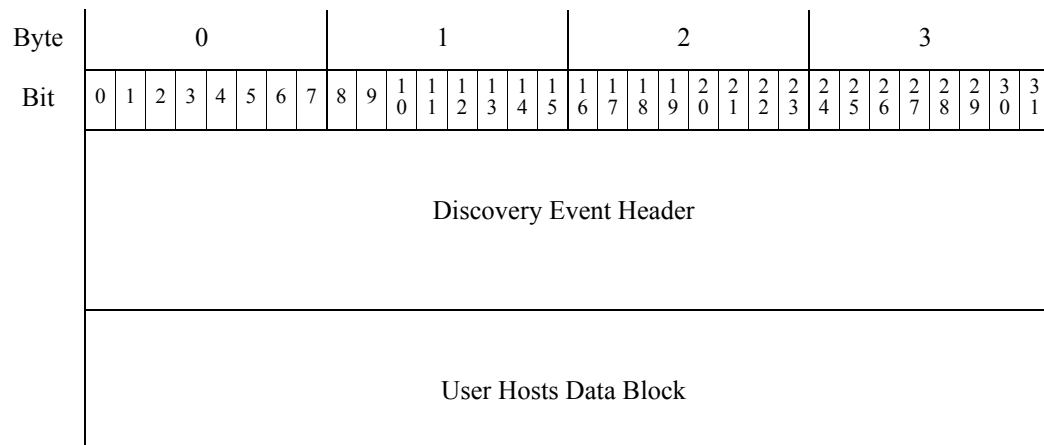 Byte 0 1 2 3
Bit 0 1 2 3 4 5 6 7 8 9 10 11 12 13 14 15 16 17 18 19 20 21 22 23 24 25 26 27 28 29 30 31
Discovery Event Header
User Hosts Data Block